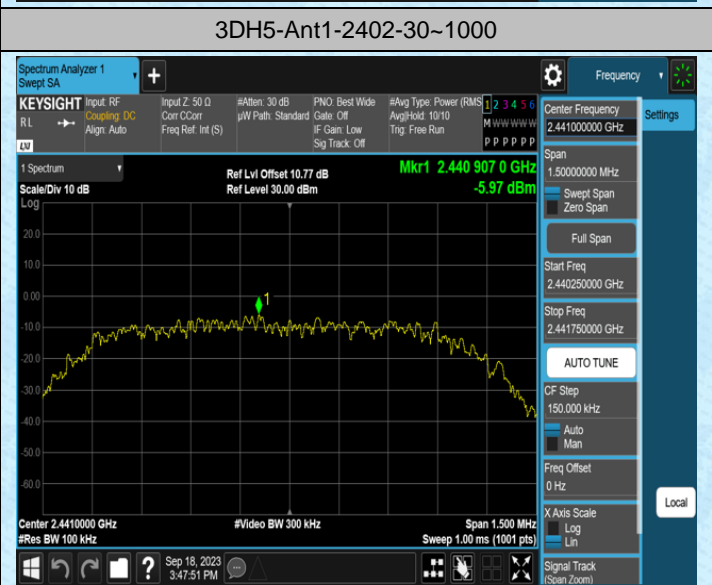 3DH5-Ant1-2402-30~1000
Spectrum Analyzer 1
Swept SA
Frequency
KEYSIGHT
RL
LXI
Input: RF
Coupling: DC
Align: Auto
Input Z: 50 Ω
Corr CCorr
Freq Ref: Int (S)
#Atten: 30 dB
µW Path: Standard
PNO: Best Wide
Gate: Off
IF Gain: Low
Sig Track: Off
#Avg Type: Power (RMS
Avg|Hold: 10/10
Trig: Free Run
1 2 3 4 5 6
M W W W W W
P P P P P P
Center Frequency
2.441000000 GHz
Settings
Span
1.50000000 MHz
Swept Span
Zero Span
Full Span
Start Freq
2.440250000 GHz
Stop Freq
2.441750000 GHz
AUTO TUNE
CF Step
150.000 kHz
Auto
Man
Freq Offset
0 Hz
X Axis Scale
Log
Lin
Signal Track
(Span Zoom)
Local
1 Spectrum
Scale/Div 10 dB
Log
Ref Lvl Offset 10.77 dB
Ref Level 30.00 dBm
Mkr1 2.440 907 0 GHz
-5.97 dBm
20.0
10.0
0.00
-10.0
-20.0
-30.0
-40.0
-50.0
-60.0
1
Center 2.4410000 GHz
#Res BW 100 kHz
#Video BW 300 kHz
Span 1.500 MHz
Sweep 1.00 ms (1001 pts)
?
Sep 18, 2023
3:47:51 PM